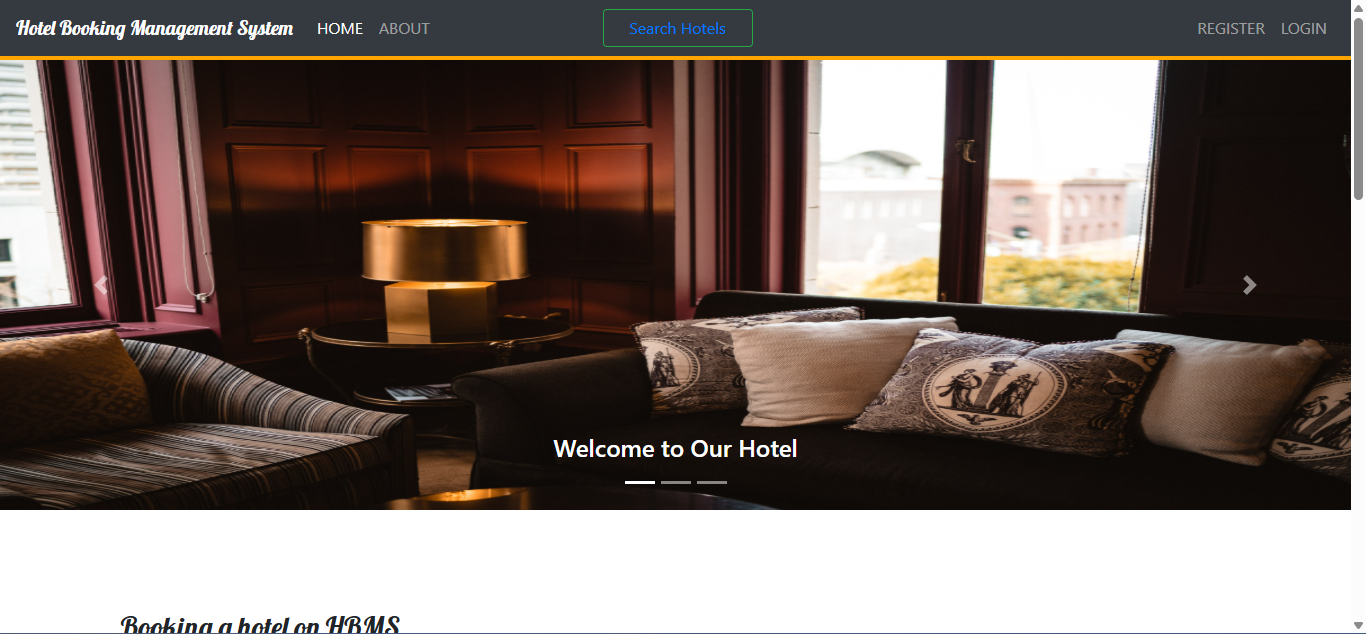 Hotel Booking Management System HOME ABOUT Search Hotels REGISTER LOGIN
Welcome to Our Hotel
Booking a hotel on HBMS